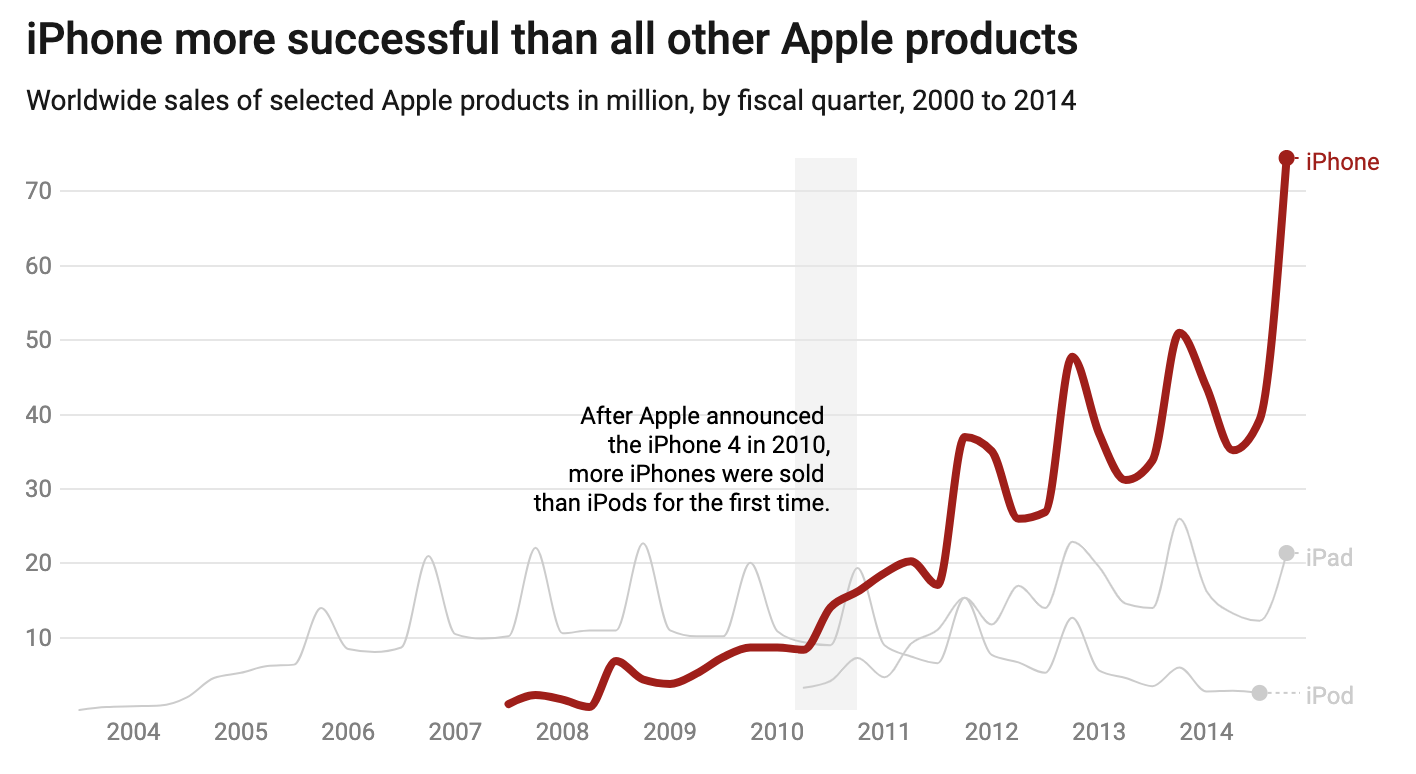 iPhone more successful than all other Apple products
Worldwide sales of selected Apple products in million, by fiscal quarter, 2000 to 2014
iPhone
70
60
50
40
After Apple announced
the iPhone 4 in 2010,
more iPhones were sold
than iPods for the first time.
30
20
iPad
10
iPod
2004 2005 2006 2007 2008 2009 2010 2011 2012 2013 2014